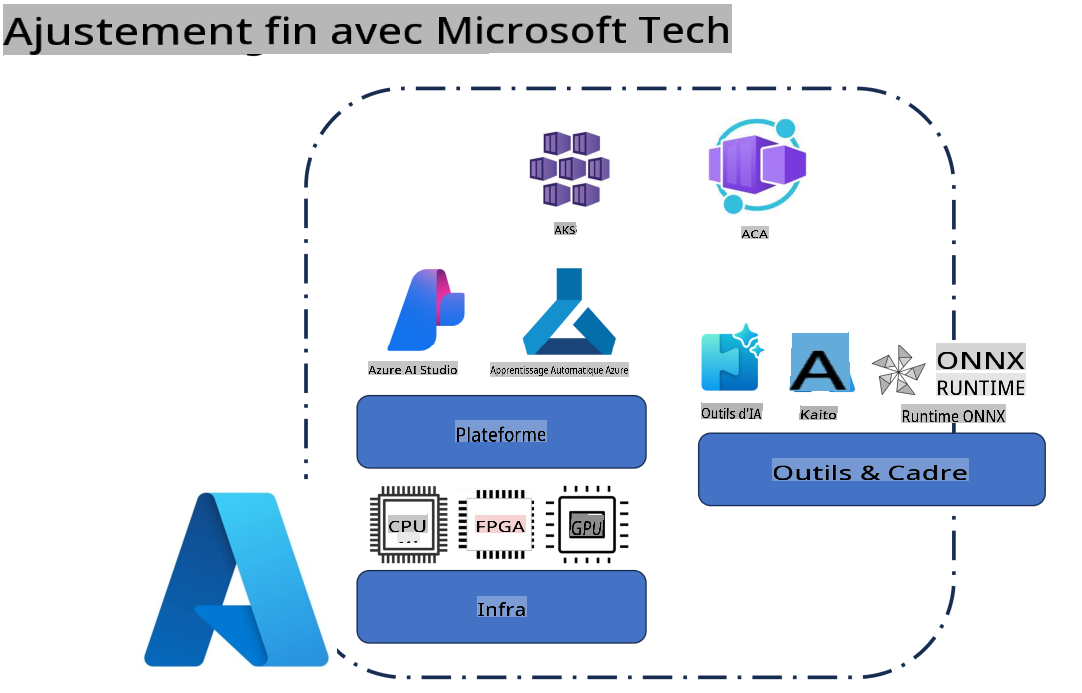 Ajustement fin avec Microsoft Tech
AKS
ACA
Azure AI Studio
Apprentissage Automatique Azure
Outils d'IA
Kaito
ONNX
RUNTIME
Runtime ONNX
Plateforme
Outils & Cadre
CPU
FPGA
GPU
Infra